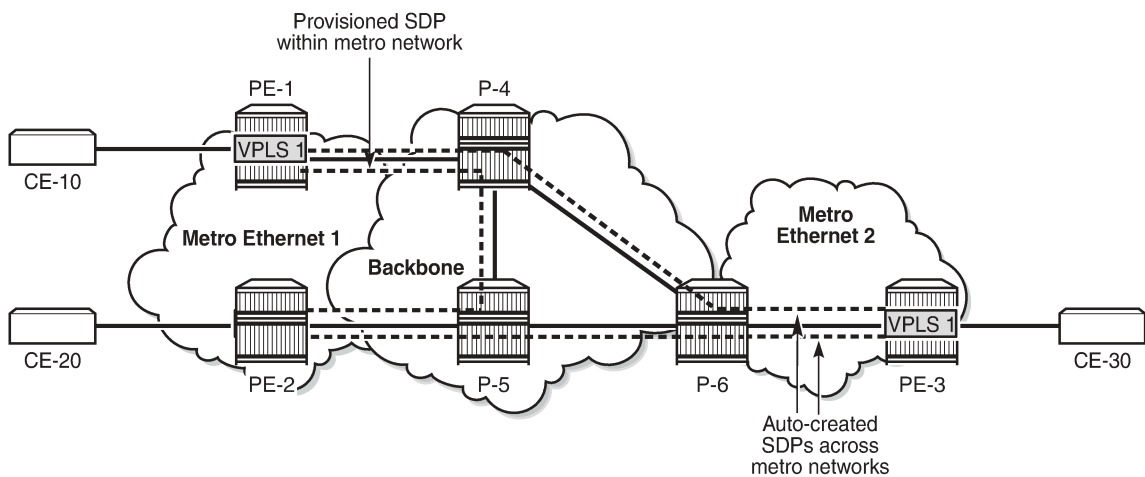 Provisioned SDP
within metro network
PE-1
P-4
VPLS 1
CE-10
Metro Ethernet 1
Metro
Ethernet 2
Backbone
VPLS 1
CE-20
PE-2
P-5
P-6
PE-3
CE-30
Auto-created
SDPs across
metro networks